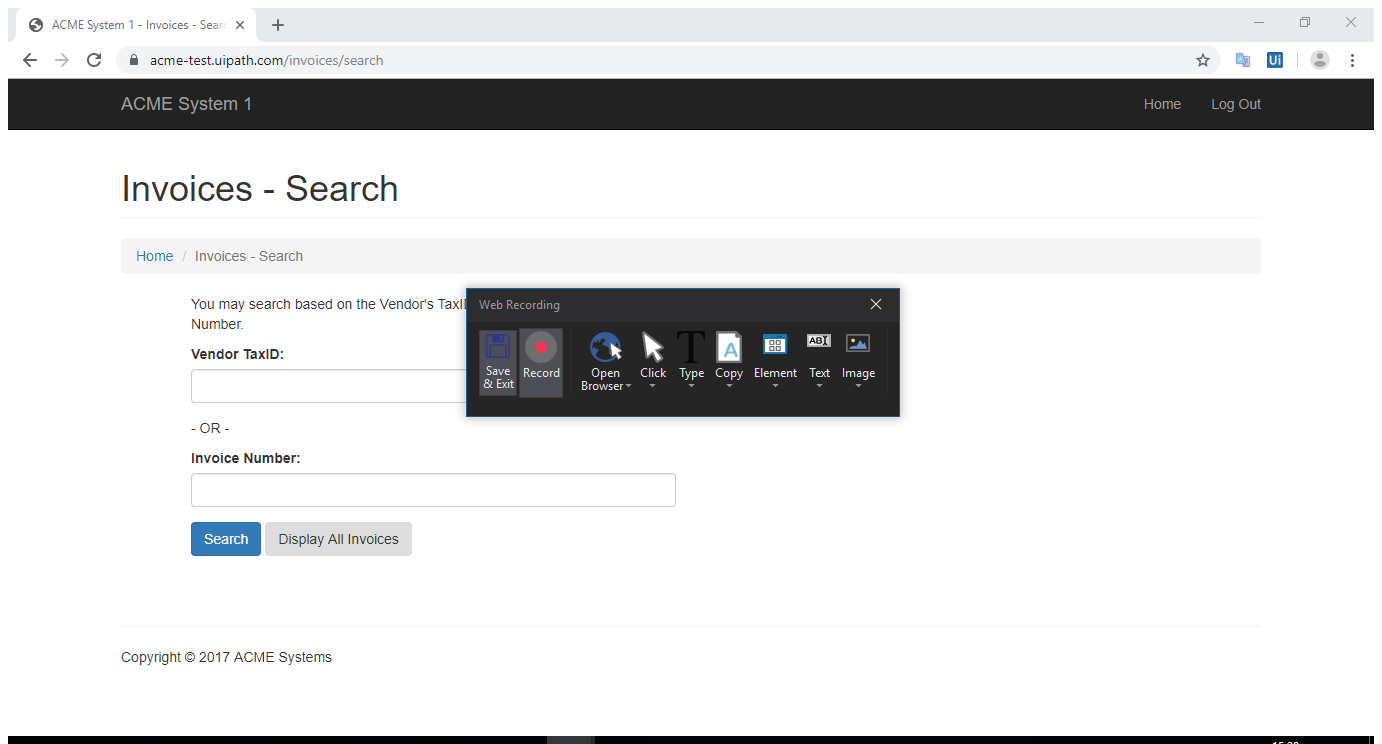 ACME System 1 - Invoices - Sear
acme-test.uipath.com/invoices/search
Ui
ACME System 1
Home
Log Out
Invoices - Search
Home / Invoices - Search
You may search based on the Vendor's TaxI
Number.
Vendor TaxID:
- OR -
Invoice Number:
Search
Display All Invoices
Web Recording
Save & Exit
Record
Open Browser
Click
Type
Copy
Element
Text
Image
Copyright © 2017 ACME Systems